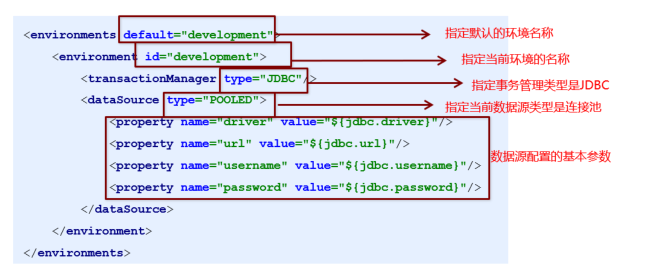 <environments default="development"> 指定默认的环境名称
<environment id="development"> 指定当前环境的名称
<transactionManager type="JDBC"/> 指定事务管理类型是JDBC
<dataSource type="POOLED"> 指定当前数据源类型是连接池
<property name="driver" value="${jdbc.driver}"/>
<property name="url" value="${jdbc.url}"/>
<property name="username" value="${jdbc.username}"/> 数据源配置的基本参数
<property name="password" value="${jdbc.password}"/>
</dataSource>
</environment>
</environments>